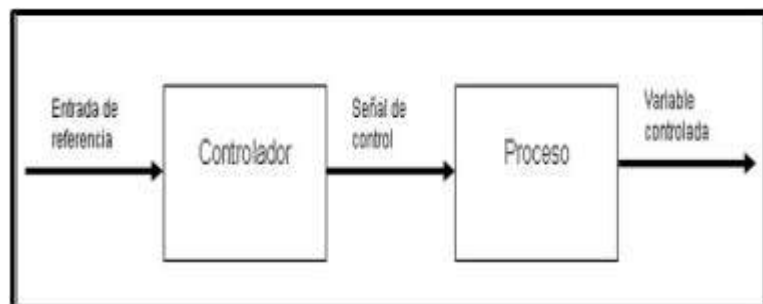 Entrada de
referencia
Controlador
Señal de
control
Proceso
Variable
controlada